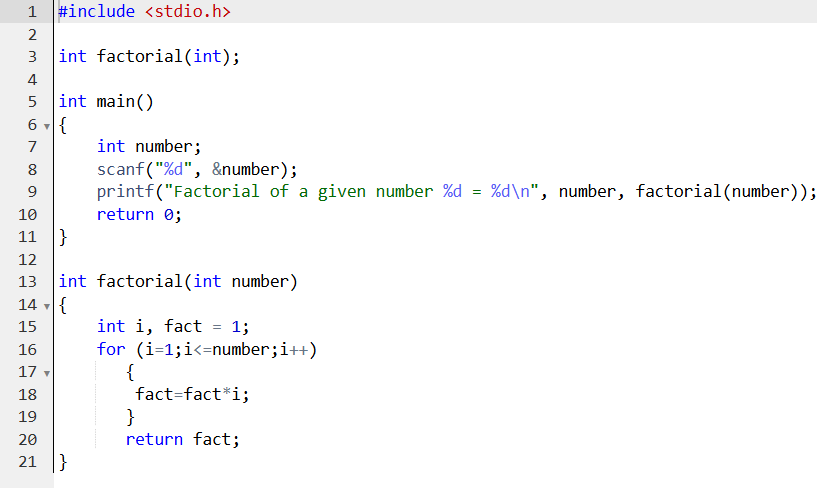 1 #include <stdio.h>
2
3 int factorial(int);
4
5 int main()
6 {
7     int number;
8     scanf("%d", &number);
9     printf("Factorial of a given number %d = %d\n", number, factorial(number));
10     return 0;
11 }
12
13 int factorial(int number)
14 {
15     int i, fact = 1;
16     for (i=1;i<=number;i++)
17        {
18         fact=fact*i;
19        }
20        return fact;
21 }